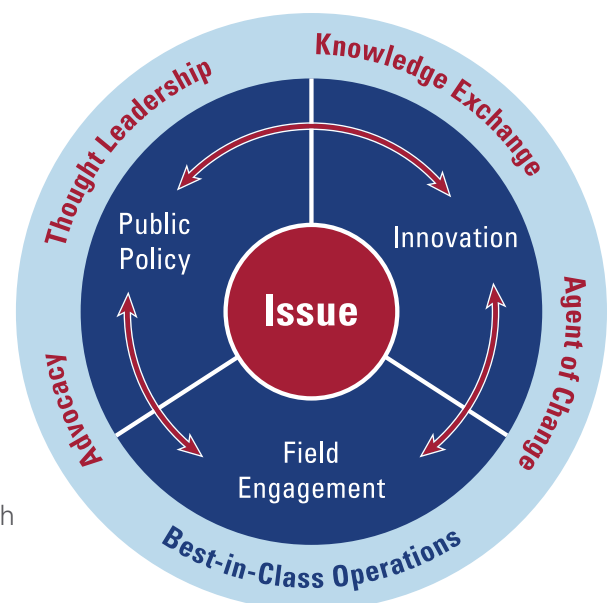 Knowledge Exchange
Thought Leadership
Public
Policy
Innovation
Issue
Agent of Change
Advocacy
Field
Engagement
h
Best-in-Class Operations